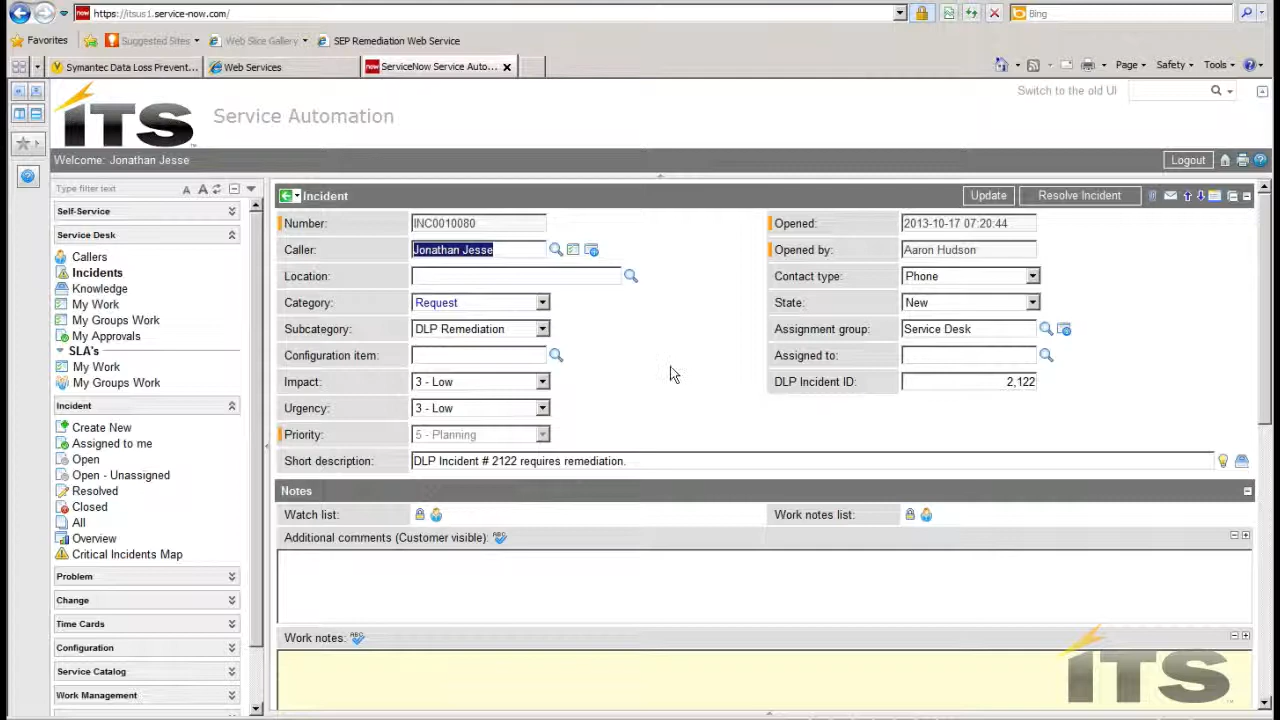 https://itsus1.service-now.com/
Bing
Favorites
Suggested Sites
Web Slice Gallery
SEP Remediation Web Service
Symantec Data Loss Prevent...
Web Services
now
ServiceNow Service Auto...
Page
Safety
Tools
ITS
Service Automation
Switch to the old UI
Welcome: Jonathan Jesse
Logout
Type filter text
A A
Self-Service
Service Desk
Callers
Incidents
Knowledge
My Work
My Groups Work
My Approvals
SLA's
My Work
My Groups Work
Incident
Create New
Assigned to me
Open
Open - Unassigned
Resolved
Closed
All
Overview
Critical Incidents Map
Problem
Change
Time Cards
Configuration
Service Catalog
Work Management
Incident
Update
Resolve Incident
Number: INC0010080
Caller: Jonathan Jesse
Location:
Category: Request
Subcategory: DLP Remediation
Configuration item:
Impact: 3 - Low
Urgency: 3 - Low
Priority: 5 - Planning
Short description: DLP Incident # 2122 requires remediation.
Opened: 2013-10-17 07:20:44
Opened by: Aaron Hudson
Contact type: Phone
State: New
Assignment group: Service Desk
Assigned to:
DLP Incident ID: 2,122
Notes
Watch list:
Work notes list:
Additional comments (Customer visible):
Work notes:
ITS